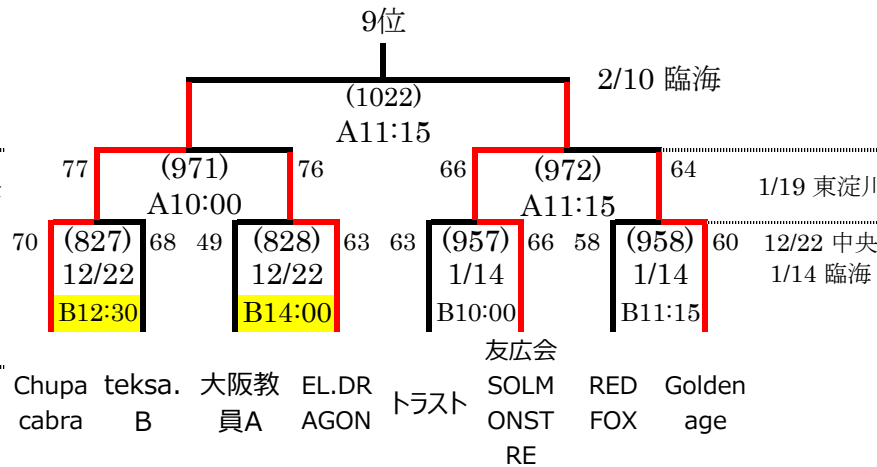 9位
2/10 臨海
(1022)
A11:15
77 (971) 76 66 (972) 64
A10:00 A11:15
1/19 東淀川
70 (827) 68 49 (828) 63 63 (957) 66 58 (958) 60 12/22 中央
12/22 12/22 1/14 1/14 1/14 臨海
B12:30 B14:00 B10:00 B11:15
Chupa
cabra
teksa.
B
大阪教
員A
EL.DR
AGON
トラスト
友広会
SOLM
ONST
RE
RED
FOX
Golden
age